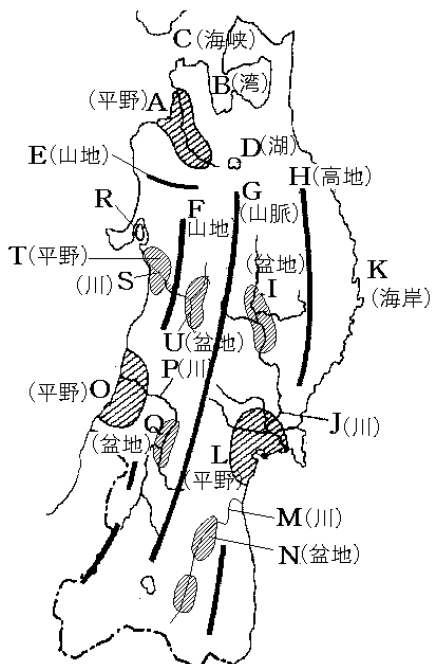 C(海峡)
B(湾)
(平野)
A
D(湖)
E(山地)
H(高地)
G
(山脈)
F
山地)
R
T(平野)
(川)
S
(盆地)
I
K
(海岸)
U(盆地)
P(川)
(平野)
O
Q
(盆地)
J(川)
L
(平野)
M(川)
N(盆地)